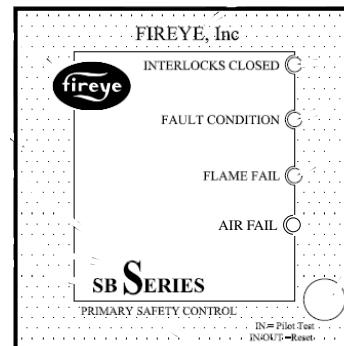 FIREYE, Inc
INTERLOCKS CLOSED
fireye
FAULT CONDITION
FLAME FAIL
AIR FAIL
SB SERIES
PRIMARY SAFETY CONTROL
IN= Pilot Test
IN/OUT =Reset